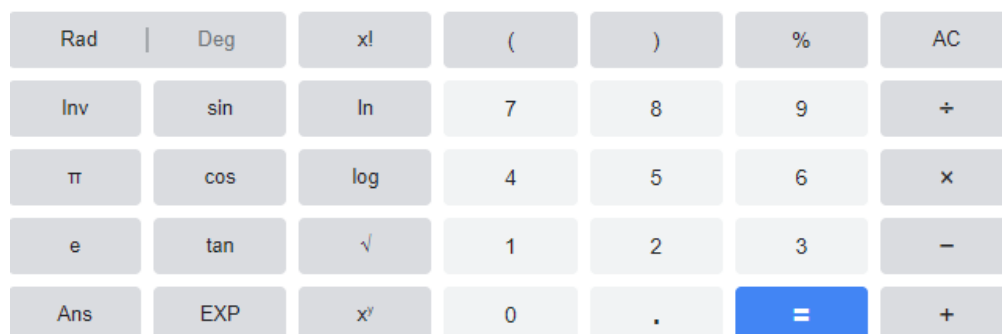 Rad | Deg x! ( ) % AC
Inv sin ln 7 8 9 ÷
π cos log 4 5 6 ×
e tan √ 1 2 3 −
Ans EXP xʸ 0 . = +